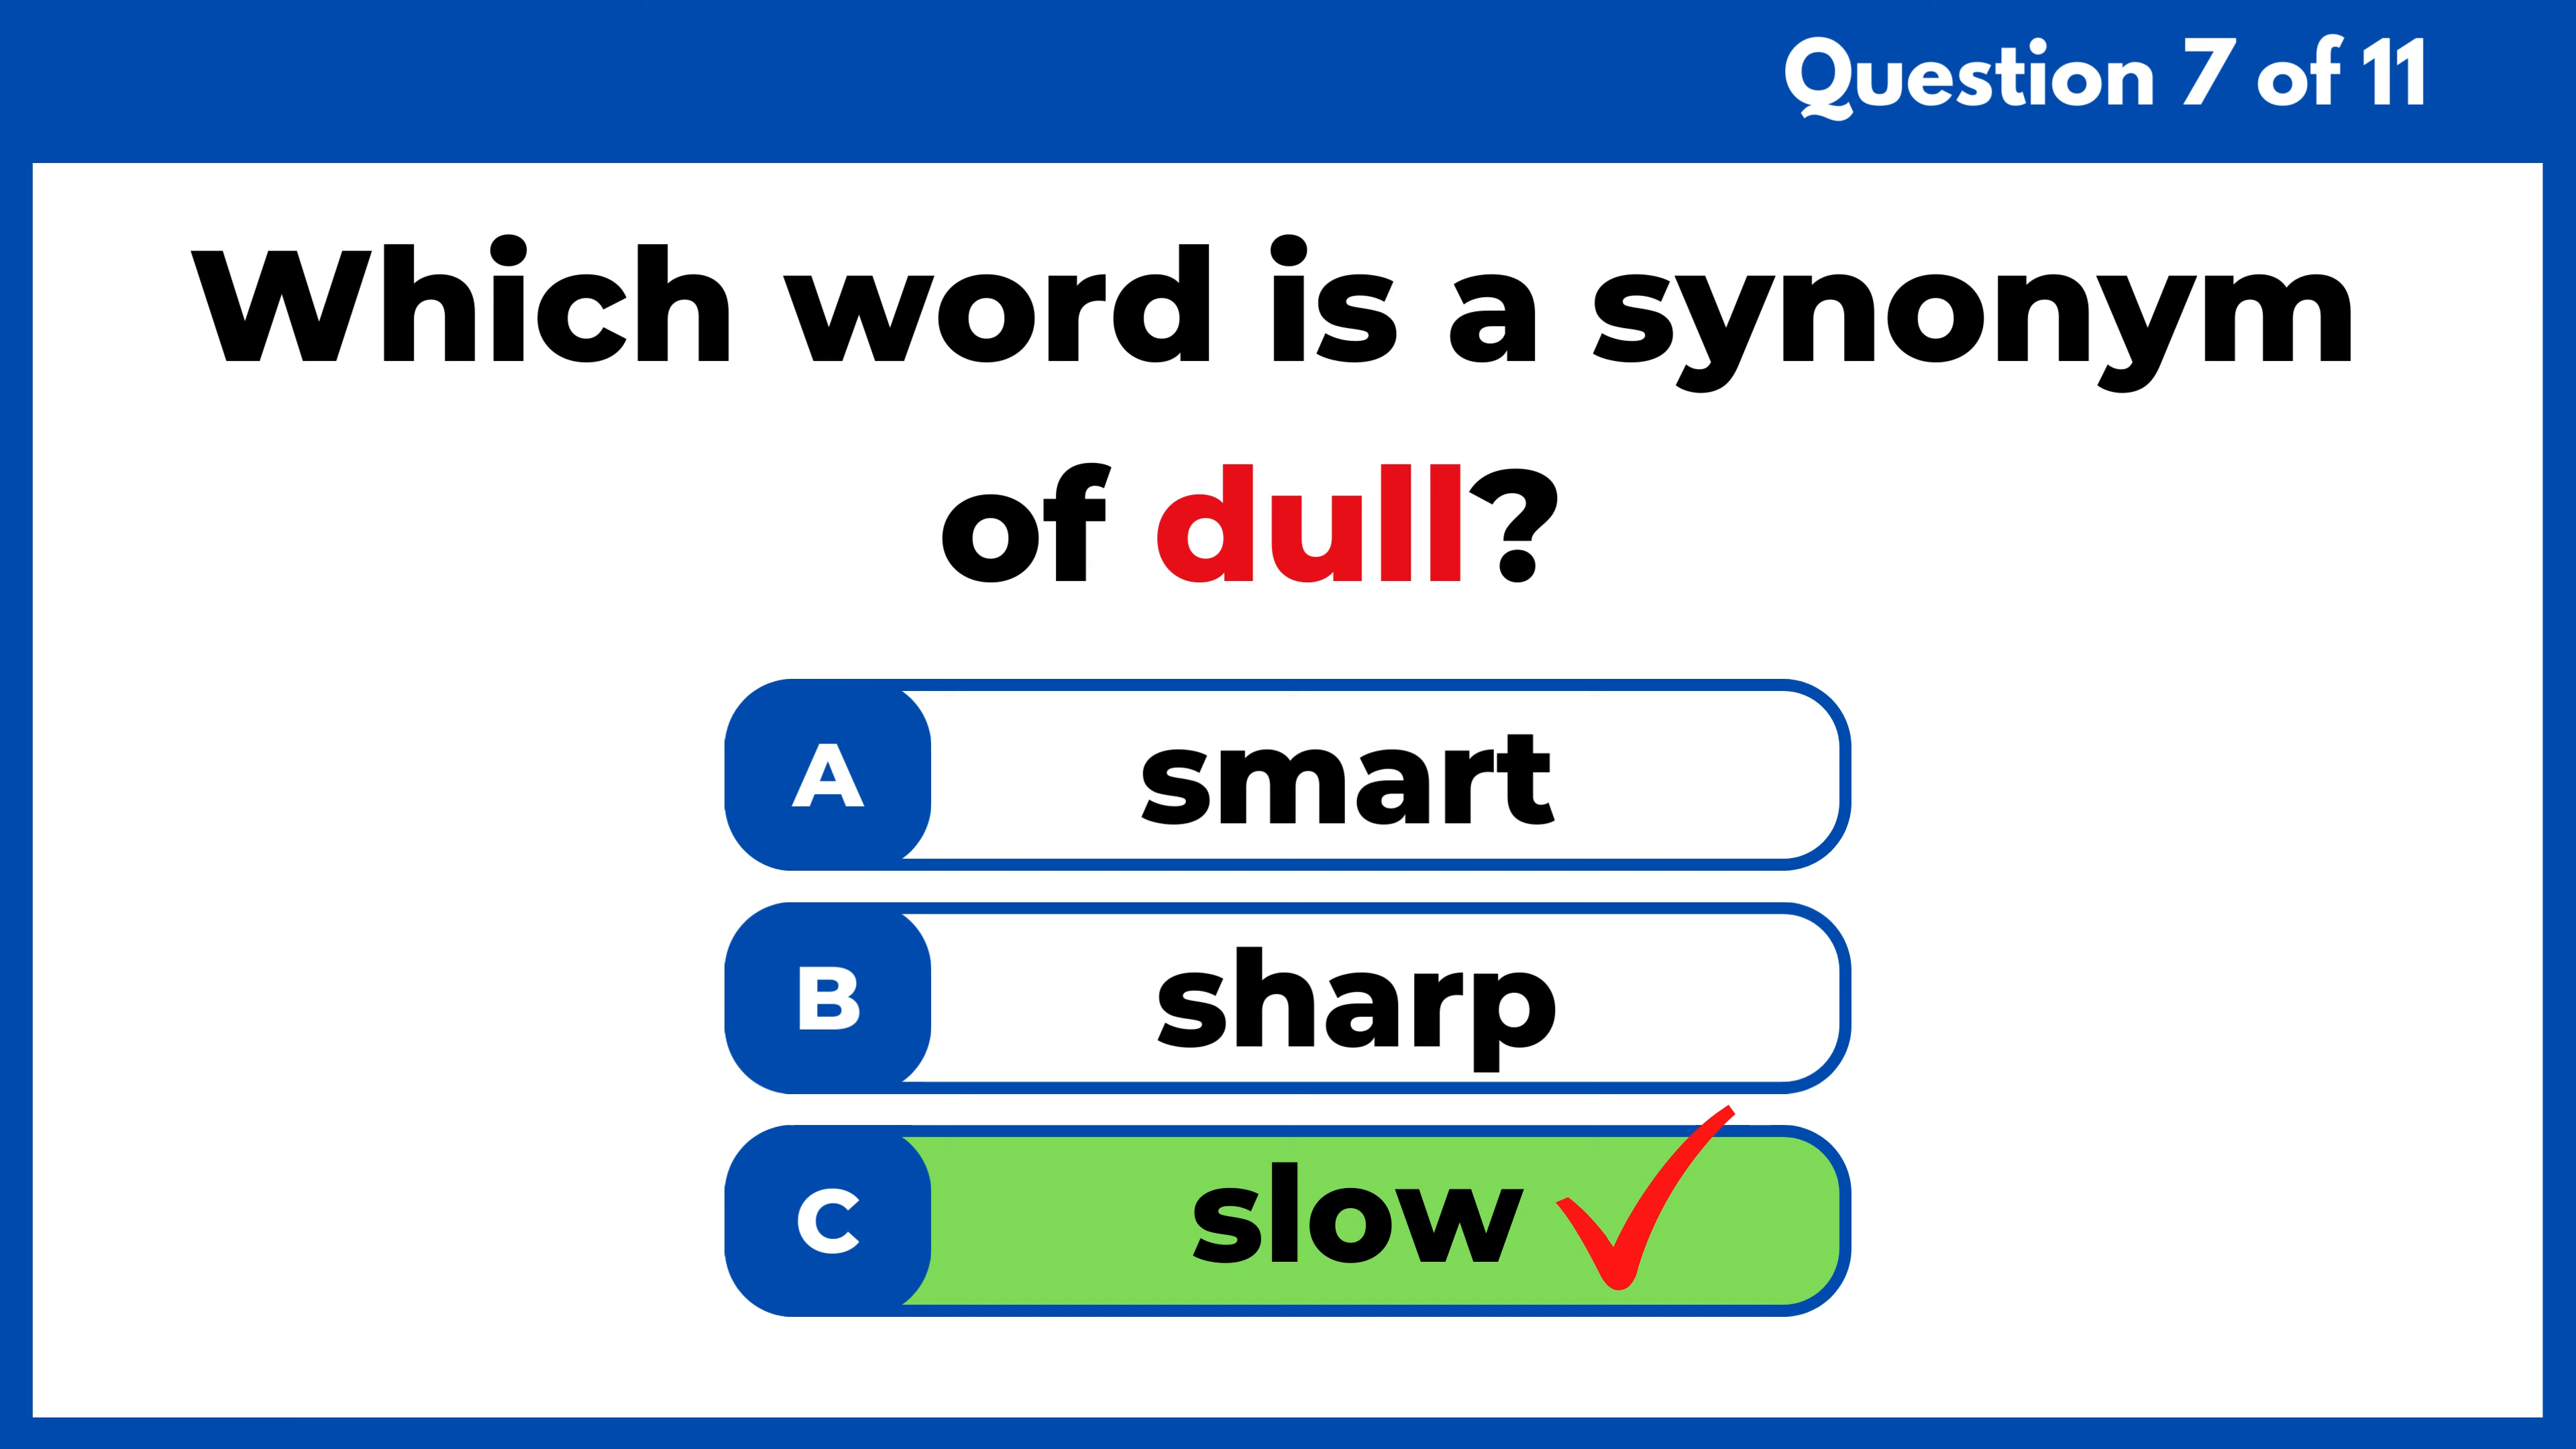 Question 7 of 11
Which word is a synonym
of dull?
A smart
B sharp
C slow